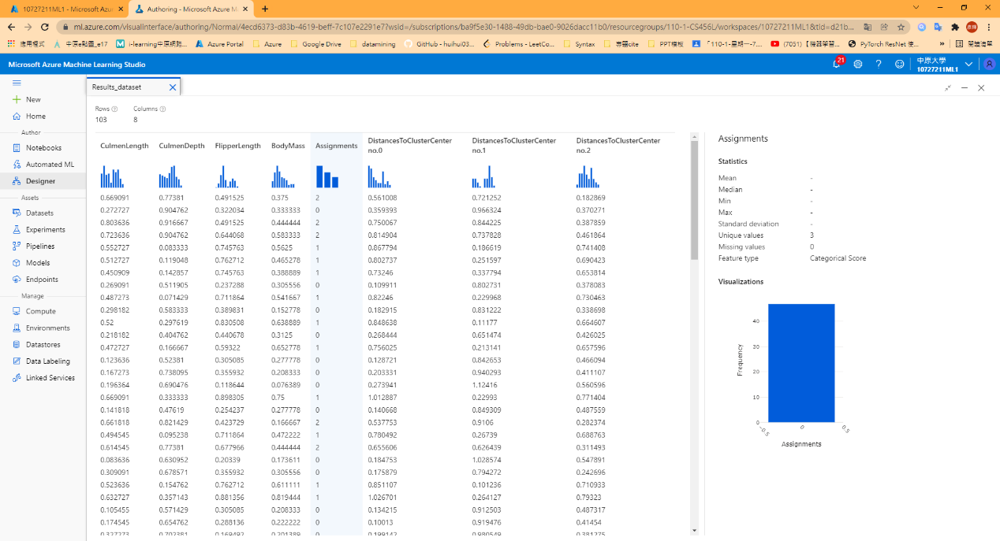 10727211ML1 - Microsoft Azu
Authoring - Microsoft Azure Ma
ml.azure.com/visualinterface/authoring/Normal/4ecd6373-d83b-4619-beff-7c107e2291e7?wsid=/subscriptions/ba9f5e30-1488-49db-bae0-9026dacc11b0/resourcegroups/110-1-CS456L/workspaces/10727211ML1&tid=d21b...
應用程式 中原e點靈_e17 i-learning中原網路... Azure Portal Azure Google Drive datamining GitHub - huihui03... Problems - LeetCo... Syntax 專題cite PPT模板 「110-1-星期一-7.... (7051) 【機器學習... PyTorch ResNet 使... » 閱讀清單
Microsoft Azure Machine Learning Studio
21
中原大學
10727211ML1
New
Home
Author
Notebooks
Automated ML
Designer
Assets
Datasets
Experiments
Pipelines
Models
Endpoints
Manage
Compute
Environments
Datastores
Data Labeling
Linked Services
Results_dataset
Rows Columns
103 8
CulmenLength CulmenDepth FlipperLength BodyMass Assignments DistancesToClusterCenter no.0 DistancesToClusterCenter no.1 DistancesToClusterCenter no.2
0.669091 0.77381 0.491525 0.375 2 0.561008 0.721252 0.182869
0.272727 0.904762 0.322034 0.333333 0 0.359393 0.966324 0.370271
0.803636 0.916667 0.491525 0.444444 2 0.750067 0.844225 0.387859
0.723636 0.904762 0.644068 0.583333 2 0.814904 0.737828 0.461864
0.552727 0.083333 0.745763 0.5625 1 0.867794 0.186619 0.741408
0.512727 0.119048 0.762712 0.465278 1 0.802737 0.251597 0.690423
0.450909 0.142857 0.745763 0.388889 1 0.73246 0.337794 0.653814
0.269091 0.511905 0.237288 0.305556 0 0.109911 0.802731 0.378083
0.487273 0.071429 0.711864 0.541667 1 0.82246 0.229968 0.730463
0.298182 0.583333 0.389831 0.152778 0 0.182915 0.831222 0.338698
0.52 0.297619 0.830508 0.638889 1 0.848638 0.11177 0.664607
0.218182 0.404762 0.440678 0.3125 0 0.268444 0.651474 0.426025
0.472727 0.166667 0.59322 0.652778 1 0.756025 0.213141 0.657596
0.123636 0.52381 0.305085 0.277778 0 0.128721 0.842653 0.466094
0.167273 0.738095 0.355932 0.208333 0 0.203331 0.940293 0.411107
0.196364 0.690476 0.118644 0.076389 0 0.273941 1.12416 0.560596
0.669091 0.333333 0.898305 0.75 1 1.012887 0.22993 0.771404
0.141818 0.47619 0.254237 0.277778 0 0.140668 0.849309 0.487559
0.661818 0.821429 0.423729 0.166667 2 0.537753 0.9106 0.282374
0.494545 0.095238 0.711864 0.472222 1 0.780492 0.26739 0.688763
0.614545 0.77381 0.677966 0.444444 2 0.655606 0.626439 0.311493
0.083636 0.630952 0.20339 0.173611 0 0.184753 1.028574 0.547891
0.309091 0.678571 0.355932 0.305556 0 0.175879 0.794272 0.242696
0.523636 0.154762 0.762712 0.611111 1 0.851107 0.101236 0.710933
0.632727 0.357143 0.881356 0.819444 1 1.026701 0.264127 0.79323
0.105455 0.571429 0.305085 0.208333 0 0.134215 0.912503 0.487317
0.174545 0.654762 0.288136 0.222222 0 0.10013 0.919476 0.41454
0.327273 0.702381 0.169492 0.201389 0 0.199142 0.980549 0.381275
Assignments
Statistics
Mean -
Median -
Min -
Max -
Standard deviation -
Unique values 3
Missing values 0
Feature type Categorical Score
Visualizations
40
30
20
10
0
Frequency
−0.5 0 0.5
Assignments